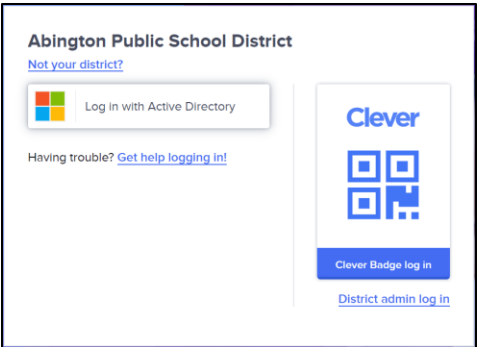 Abington Public School District
Not your district?
Log in with Active Directory
Having trouble? Get help logging in!
Clever
Clever Badge log in
District admin log in